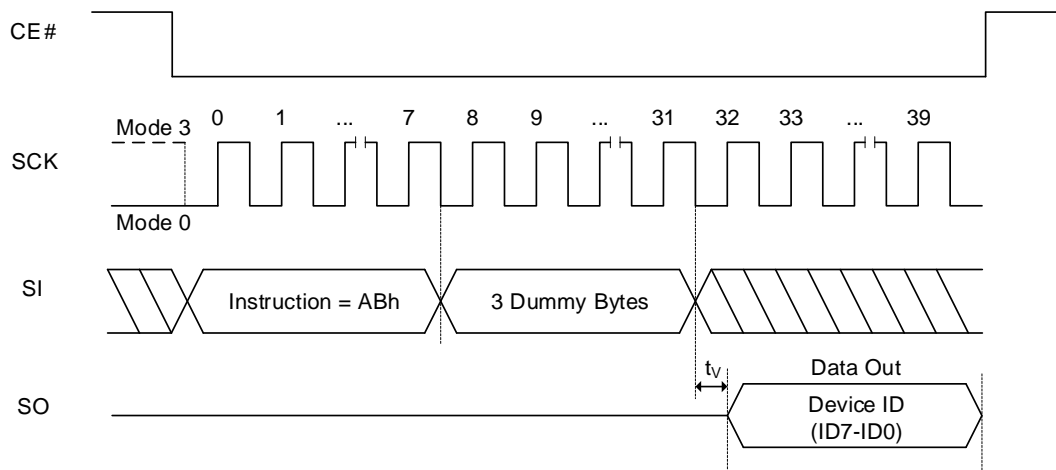 CE#
0 1 ... 7 8 9 ... 31 32 33 ... 39
Mode 3
SCK
Mode 0
SI
Instruction = ABh
3 Dummy Bytes
tV
Data Out
SO
Device ID
(ID7-ID0)